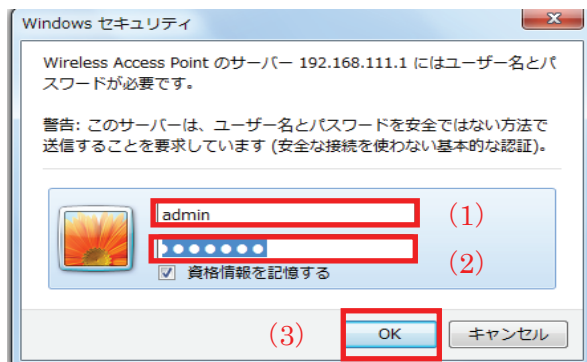 Windows セキュリティ
Wireless Access Point のサーバー 192.168.111.1 にはユーザー名とパ
スワードが必要です。
警告: このサーバーは、ユーザー名とパスワードを安全ではない方法で
送信することを要求しています (安全な接続を使わない基本的な認証)。
admin
(1)
●●●●●●●
(2)
資格情報を記憶する
(3)
OK
キャンセル